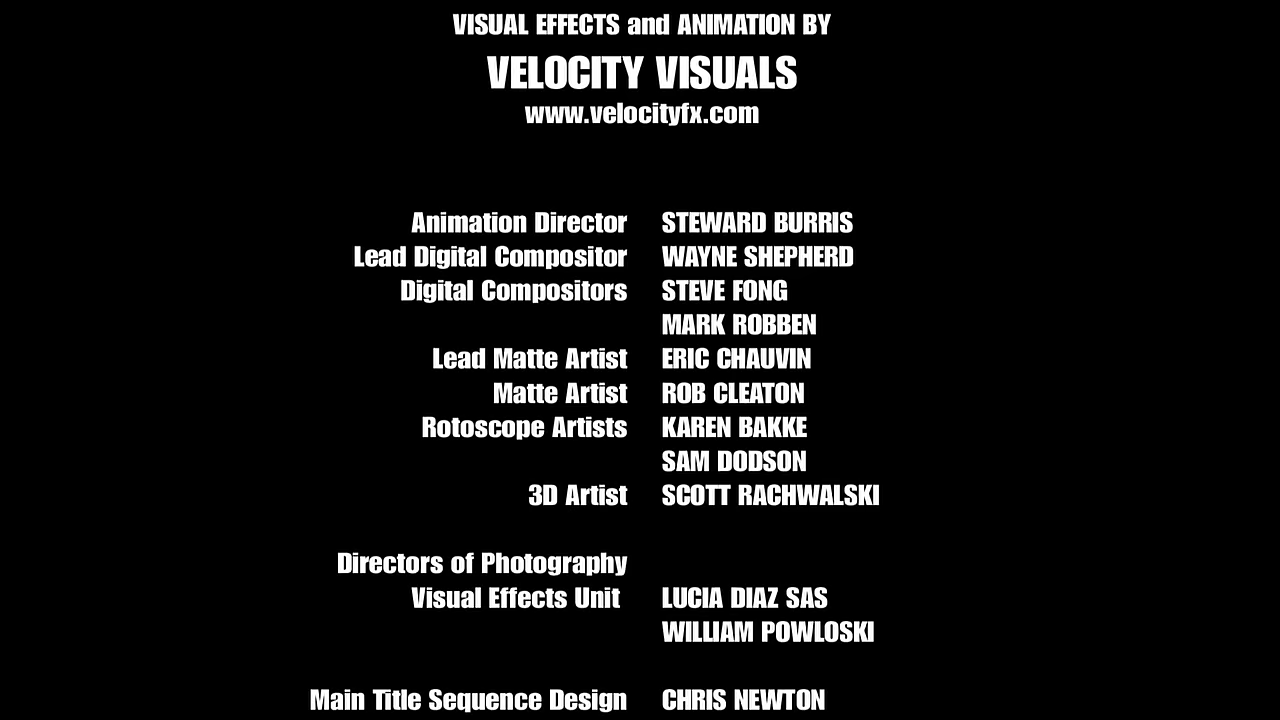 VISUAL EFFECTS and ANIMATION BY
VELOCITY VISUALS
www.velocityfx.com
Animation Director STEWARD BURRIS
Lead Digital Compositor WAYNE SHEPHERD
Digital Compositors STEVE FONG
MARK ROBBEN
Lead Matte Artist ERIC CHAUVIN
Matte Artist ROB CLEATON
Rotoscope Artists KAREN BAKKE
SAM DODSON
3D Artist SCOTT RACHWALSKI
Directors of Photography
Visual Effects Unit LUCIA DIAZ SAS
WILLIAM POWLOSKI
Main Title Sequence Design CHRIS NEWTON